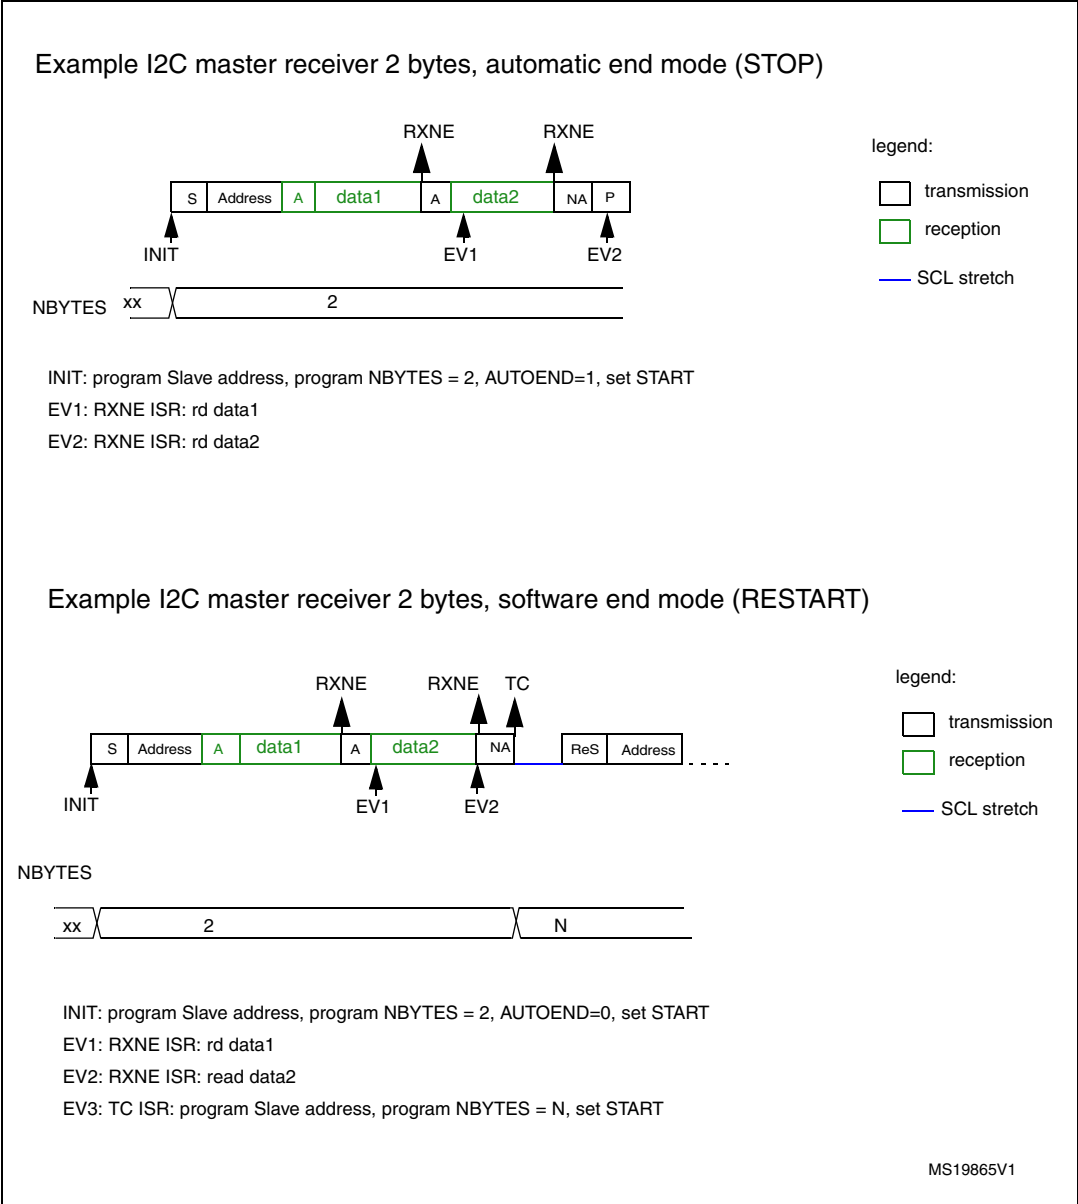 Example I2C master receiver 2 bytes, automatic end mode (STOP)
RXNE RXNE
legend:
S Address A data1 A data2 NA P
transmission
reception
INIT EV1 EV2
SCL stretch
NBYTES xx 2
INIT: program Slave address, program NBYTES = 2, AUTOEND=1, set START
EV1: RXNE ISR: rd data1
EV2: RXNE ISR: rd data2
Example I2C master receiver 2 bytes, software end mode (RESTART)
RXNE RXNE TC
legend:
S Address A data1 A data2 NA ReS Address
transmission
reception
INIT EV1 EV2
SCL stretch
NBYTES
xx 2 N
INIT: program Slave address, program NBYTES = 2, AUTOEND=0, set START
EV1: RXNE ISR: rd data1
EV2: RXNE ISR: read data2
EV3: TC ISR: program Slave address, program NBYTES = N, set START
MS19865V1